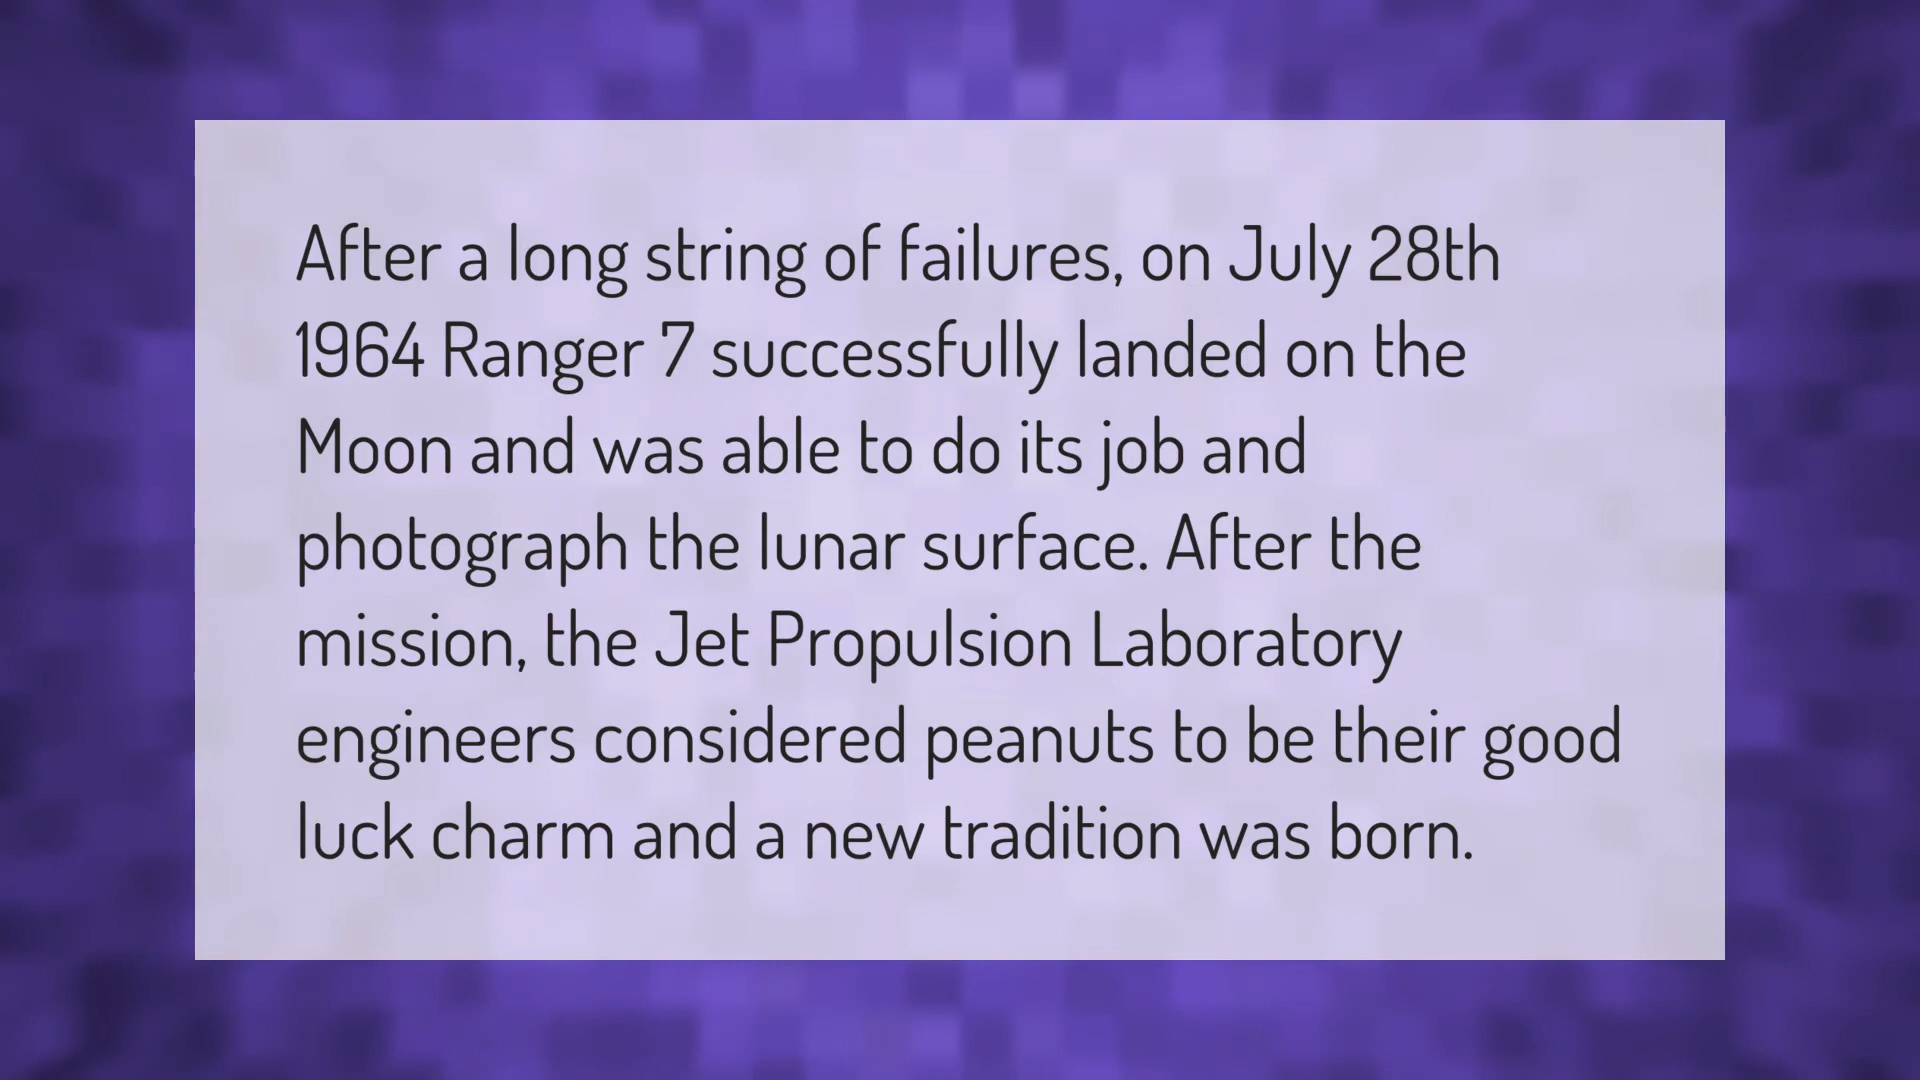 After a long string of failures, on July 28th
1964 Ranger 7 successfully landed on the
Moon and was able to do its job and
photograph the lunar surface. After the
mission, the Jet Propulsion Laboratory
engineers considered peanuts to be their good
luck charm and a new tradition was born.